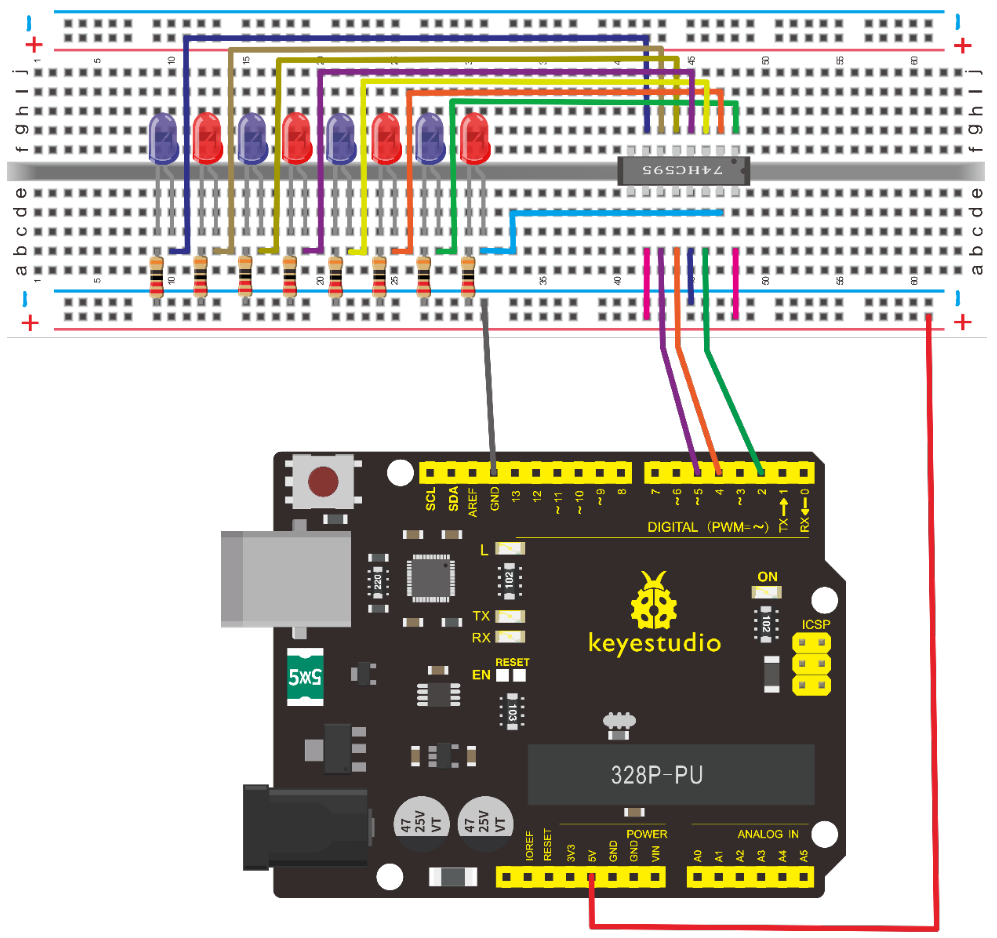 - -
+ +
1 5 10 15 20 25 30 35 40 45 50 55 60
j j
i i
h h
g g
f f
74HC595
e e
d d
c c
b b
a a
1 5 10 15 20 25 30 35 40 45 50 55 60
- -
+ +
SCL SDA AREF GND 13 12 ~11 ~10 ~9 8 7 ~6 ~5 4 ~3 2 TX→1 RX←0
DIGITAL (PWM=~)
L
220
102
ON
102
ICSP
TX
RX
keyestudio
RESET
EN
5W5
103
328P-PU
47 25V VT
47 25V VT
POWER
ANALOG IN
IOREF RESET 3V3 5V GND GND VIN A0 A1 A2 A3 A4 A5